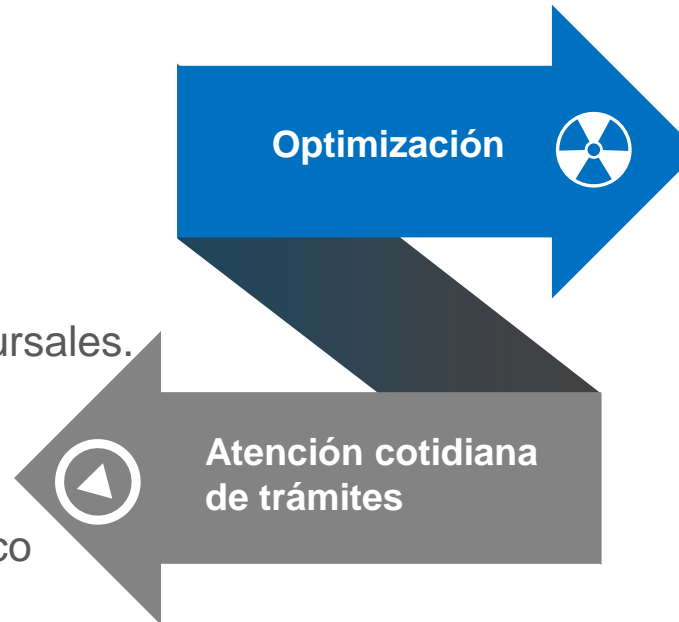 Optimización
ursales.
Atención cotidiana
de trámites
co